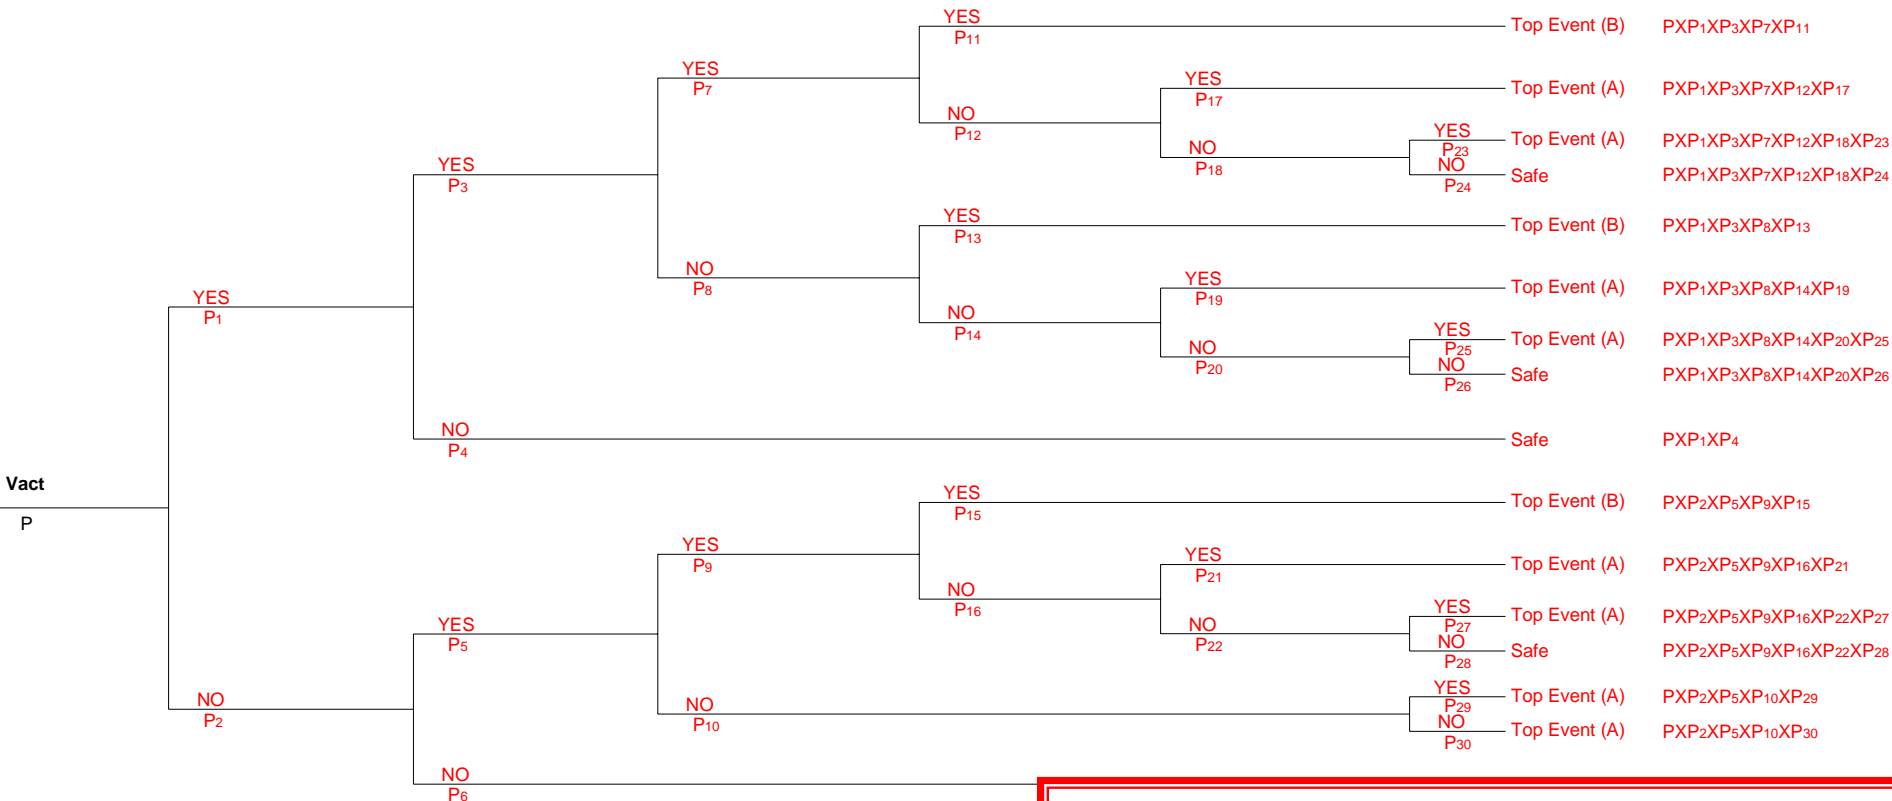 YES
P11
Top Event (B) PXP1XP3XP7XP11
YES
P7
YES
P17
Top Event (A) PXP1XP3XP7XP12XP17
NO
P12
YES
P23
Top Event (A) PXP1XP3XP7XP12XP18XP23
NO
P18
NO
P24
Safe PXP1XP3XP7XP12XP18XP24
YES
P3
YES
P13
Top Event (B) PXP1XP3XP8XP13
NO
P8
YES
P19
Top Event (A) PXP1XP3XP8XP14XP19
YES
P1
NO
P14
YES
P25
Top Event (A) PXP1XP3XP8XP14XP20XP25
NO
P20
NO
P26
Safe PXP1XP3XP8XP14XP20XP26
NO
P4
Safe PXP1XP4
Vact
P
YES
P15
Top Event (B) PXP2XP5XP9XP15
YES
P9
YES
P21
Top Event (A) PXP2XP5XP9XP16XP21
NO
P16
YES
P27
Top Event (A) PXP2XP5XP9XP16XP22XP27
YES
P5
NO
P22
NO
P28
Safe PXP2XP5XP9XP16XP22XP28
NO
P2
YES
P29
Top Event (A) PXP2XP5XP10XP29
NO
P10
NO
P30
Top Event (A) PXP2XP5XP10XP30
NO
P6